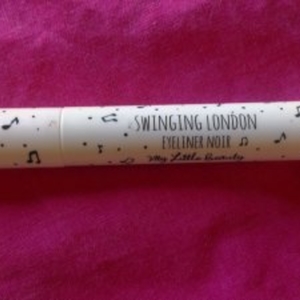 SWINGING LONDON
EYELINER NOIR
My Little Beauty